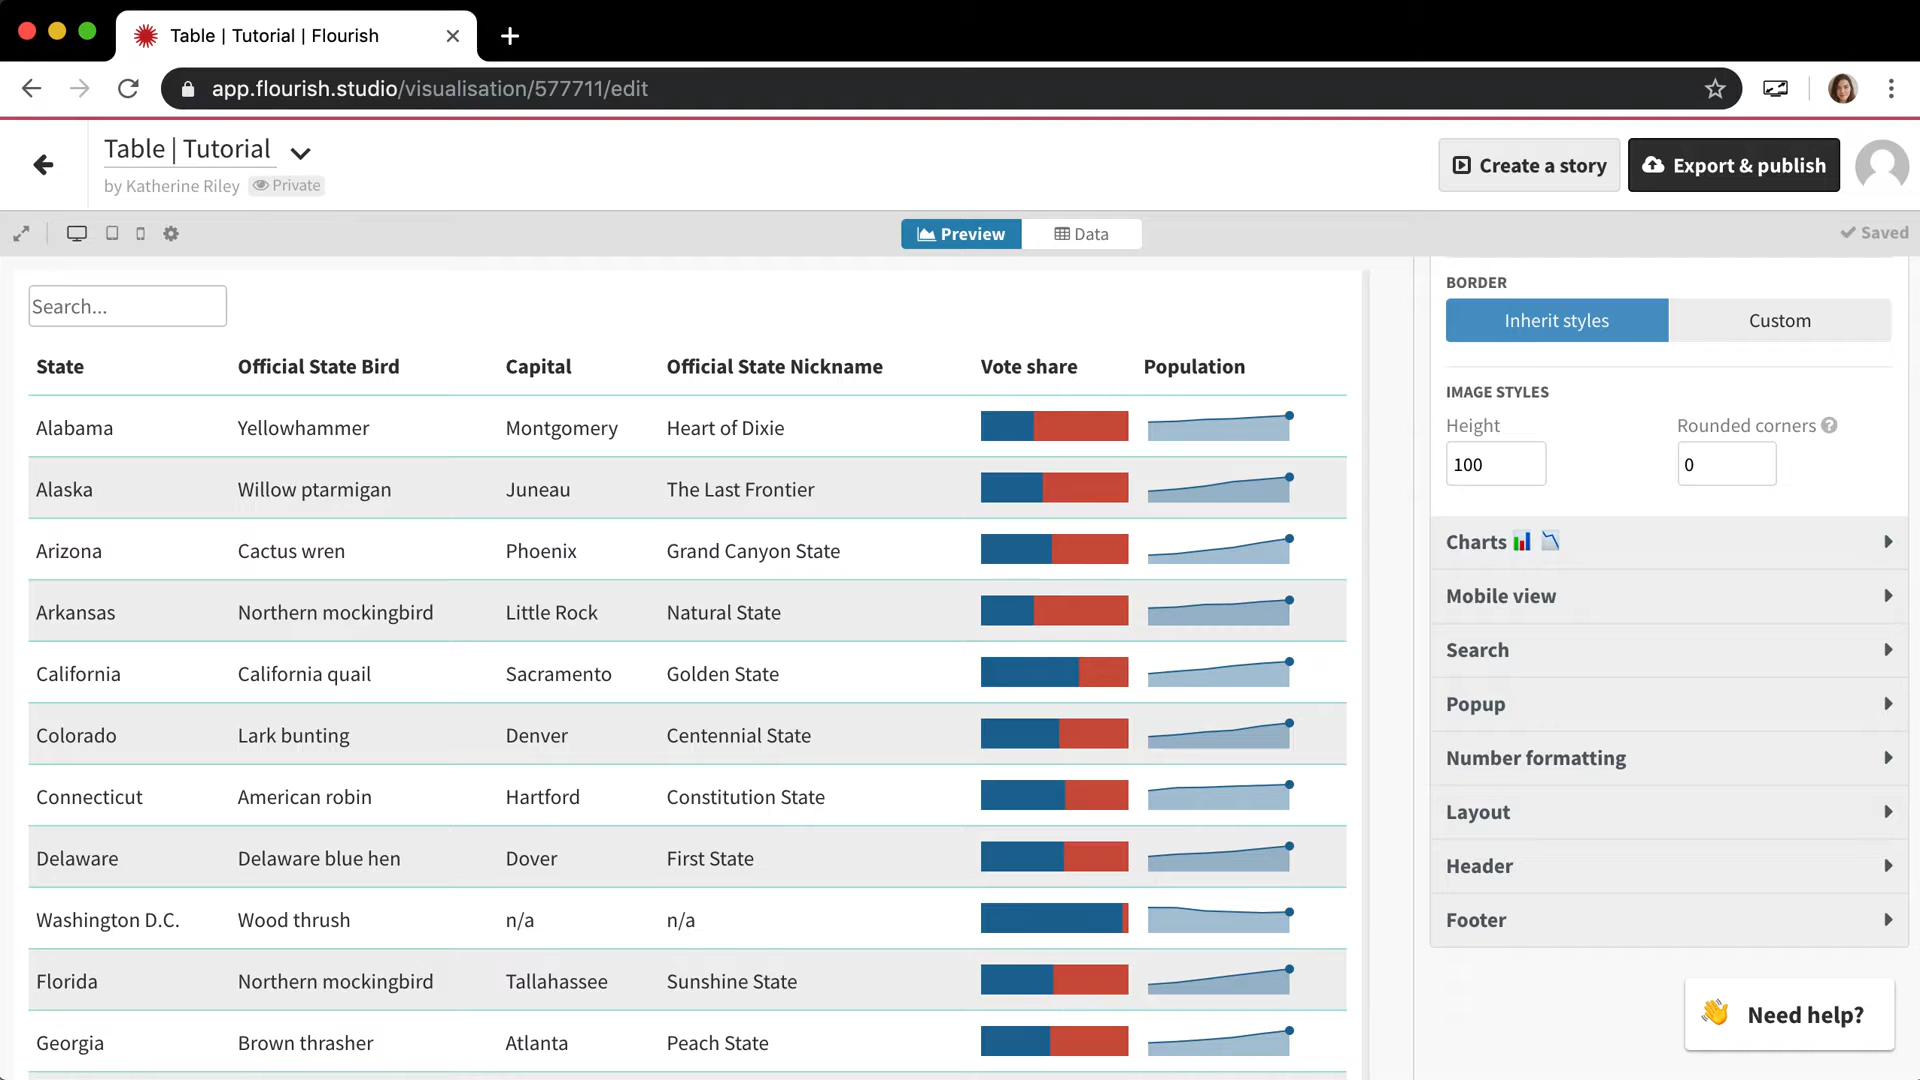 Table | Tutorial | Flourish
app.flourish.studio/visualisation/577711/edit
Table | Tutorial
by Katherine Riley Private
Create a story
Export & publish
Preview
Data
Saved
Search...
State Official State Bird Capital Official State Nickname Vote share Population
Alabama Yellowhammer Montgomery Heart of Dixie
Alaska Willow ptarmigan Juneau The Last Frontier
Arizona Cactus wren Phoenix Grand Canyon State
Arkansas Northern mockingbird Little Rock Natural State
California California quail Sacramento Golden State
Colorado Lark bunting Denver Centennial State
Connecticut American robin Hartford Constitution State
Delaware Delaware blue hen Dover First State
Washington D.C. Wood thrush n/a n/a
Florida Northern mockingbird Tallahassee Sunshine State
Georgia Brown thrasher Atlanta Peach State
BORDER
Inherit styles Custom
IMAGE STYLES
Height Rounded corners ?
100 0
Charts
Mobile view
Search
Popup
Number formatting
Layout
Header
Footer
Need help?